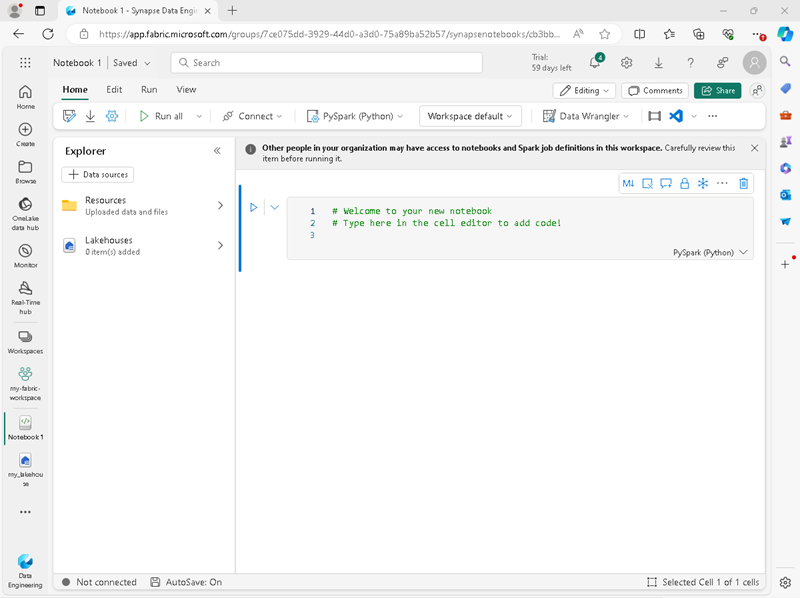 Notebook 1 - Synapse Data Engin
https://app.fabric.microsoft.com/groups/7ce075dd-3929-44d0-a3d0-75a89ba52b57/synapsenotebooks/cb3bb...
Notebook 1 | Saved
Search
Trial:
59 days left
4
Home Edit Run View
Editing
Comments
Share
Run all
Connect
PySpark (Python)
Workspace default
Data Wrangler
Home
Create
Browse
OneLake
data hub
Monitor
Real-Time
hub
Workspaces
my-fabric-
workspace
Notebook 1
my_lakehou
se
Data
Engineering
Explorer
Data sources
Resources
Uploaded data and files
Lakehouses
0 item(s) added
Other people in your organization may have access to notebooks and Spark job definitions in this workspace. Carefully review this
item before running it.
M↓
1 # Welcome to your new notebook
2 # Type here in the cell editor to add code!
3
PySpark (Python)
Not connected
AutoSave: On
Selected Cell 1 of 1 cells